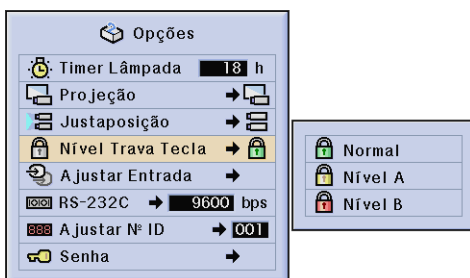 Opções
Timer Lâmpada 18 h
Projeção
Justaposição
Nível Trava Tecla
Ajustar Entrada
RS-232C 9600 bps
888 Ajustar Nº ID 001
Senha
Normal
Nível A
Nível B